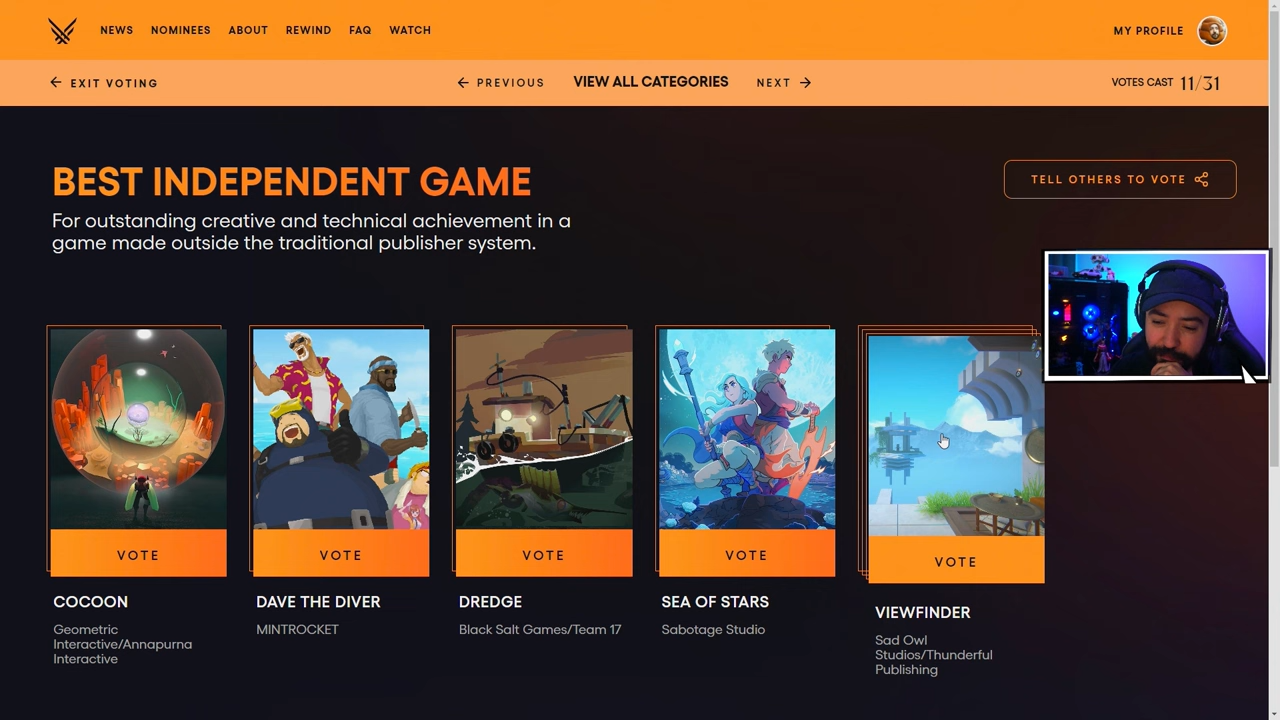 NEWS NOMINEES ABOUT REWIND FAQ WATCH
MY PROFILE
EXIT VOTING
PREVIOUS VIEW ALL CATEGORIES NEXT
VOTES CAST 11/31
BEST INDEPENDENT GAME
For outstanding creative and technical achievement in a
game made outside the traditional publisher system.
TELL OTHERS TO VOTE
VOTE VOTE VOTE VOTE VOTE
COCOON
Geometric
Interactive/Annapurna
Interactive
DAVE THE DIVER
MINTROCKET
DREDGE
Black Salt Games/Team 17
SEA OF STARS
Sabotage Studio
VIEWFINDER
Sad Owl
Studios/Thunderful
Publishing